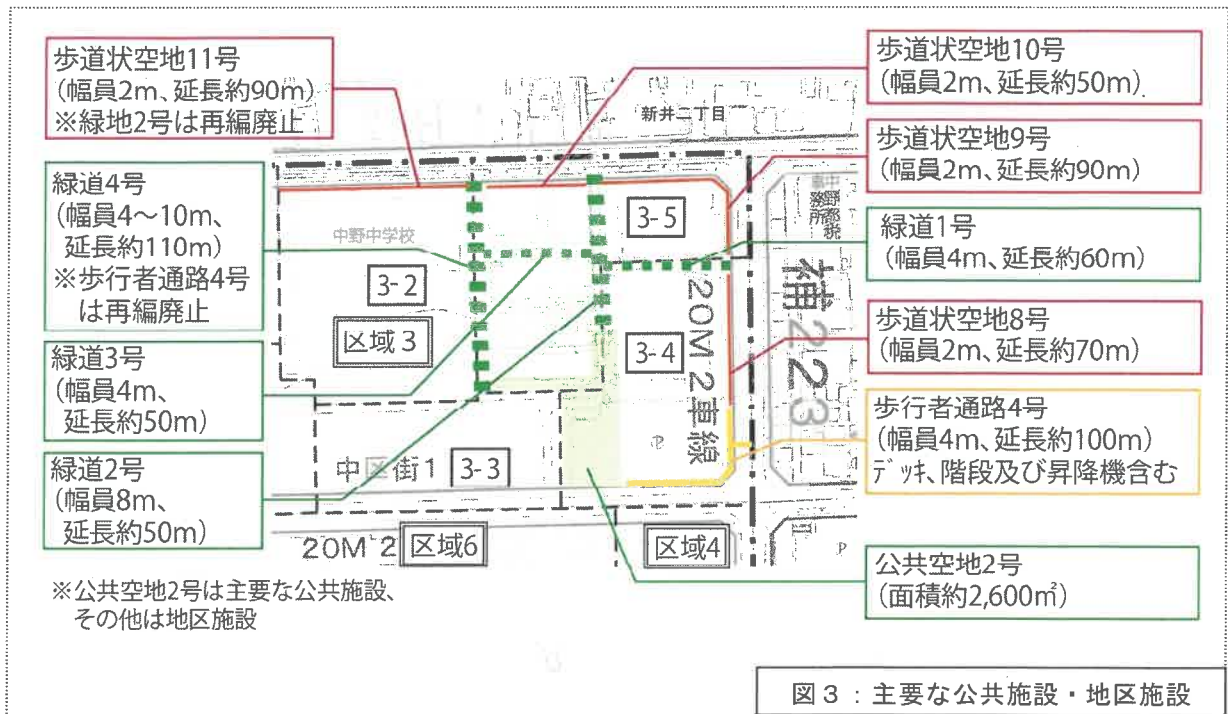 歩道状空地11号
(幅員2m、延長約90m)
※緑地2号は再編廃止
緑道4号
(幅員4～10m、
延長約110m)
※歩行者通路4号
は再編廃止
緑道3号
(幅員4m、
延長約50m)
緑道2号
(幅員8m、
延長約50m)
※公共空地2号は主要な公共施設、
その他は地区施設
新井二丁目
中野中学校
3-2
区域3
3-5
3-4
中区街1
3-3
20M 2
区域6
区域4
20M 2車線
補223
中野都税
務所
P
P
歩道状空地10号
(幅員2m、延長約50m)
歩道状空地9号
(幅員2m、延長約90m)
緑道1号
(幅員4m、延長約60m)
歩道状空地8号
(幅員2m、延長約70m)
歩行者通路4号
(幅員4m、延長約100m)
ﾃﾞｯｷ、階段及び昇降機含む
公共空地2号
(面積約2,600㎡)
図3：主要な公共施設・地区施設